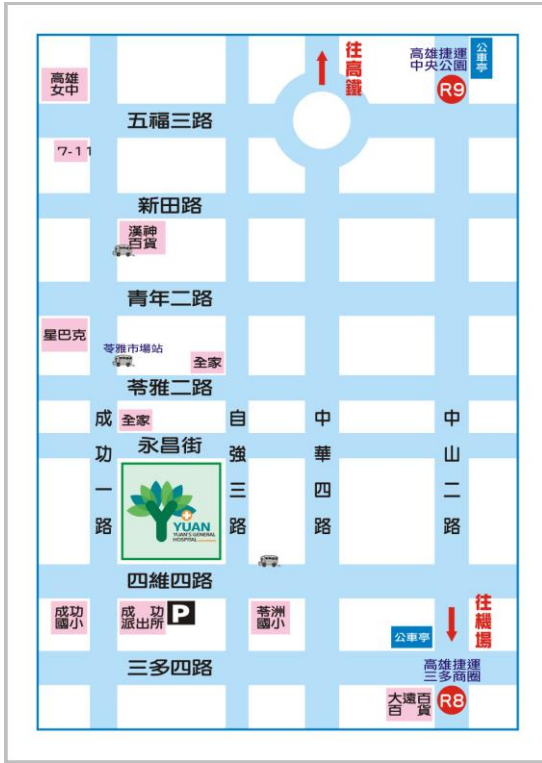 往高鐵
高雄捷運
中央公園
公車亭
R9
高雄
女中
五福三路
7-11
新田路
漢神
百貨
青年二路
星巴克
苓雅市場站
全家
苓雅二路
全家
永昌街
成功一路
自強三路
中華四路
中山二路
YUAN
YUAN'S GENERAL
HOSPITAL
四維四路
成功
國小
成功
派出所
P
苓洲
國小
往機場
公車亭
三多四路
高雄捷運
三多商圈
R8
大遠百
百貨